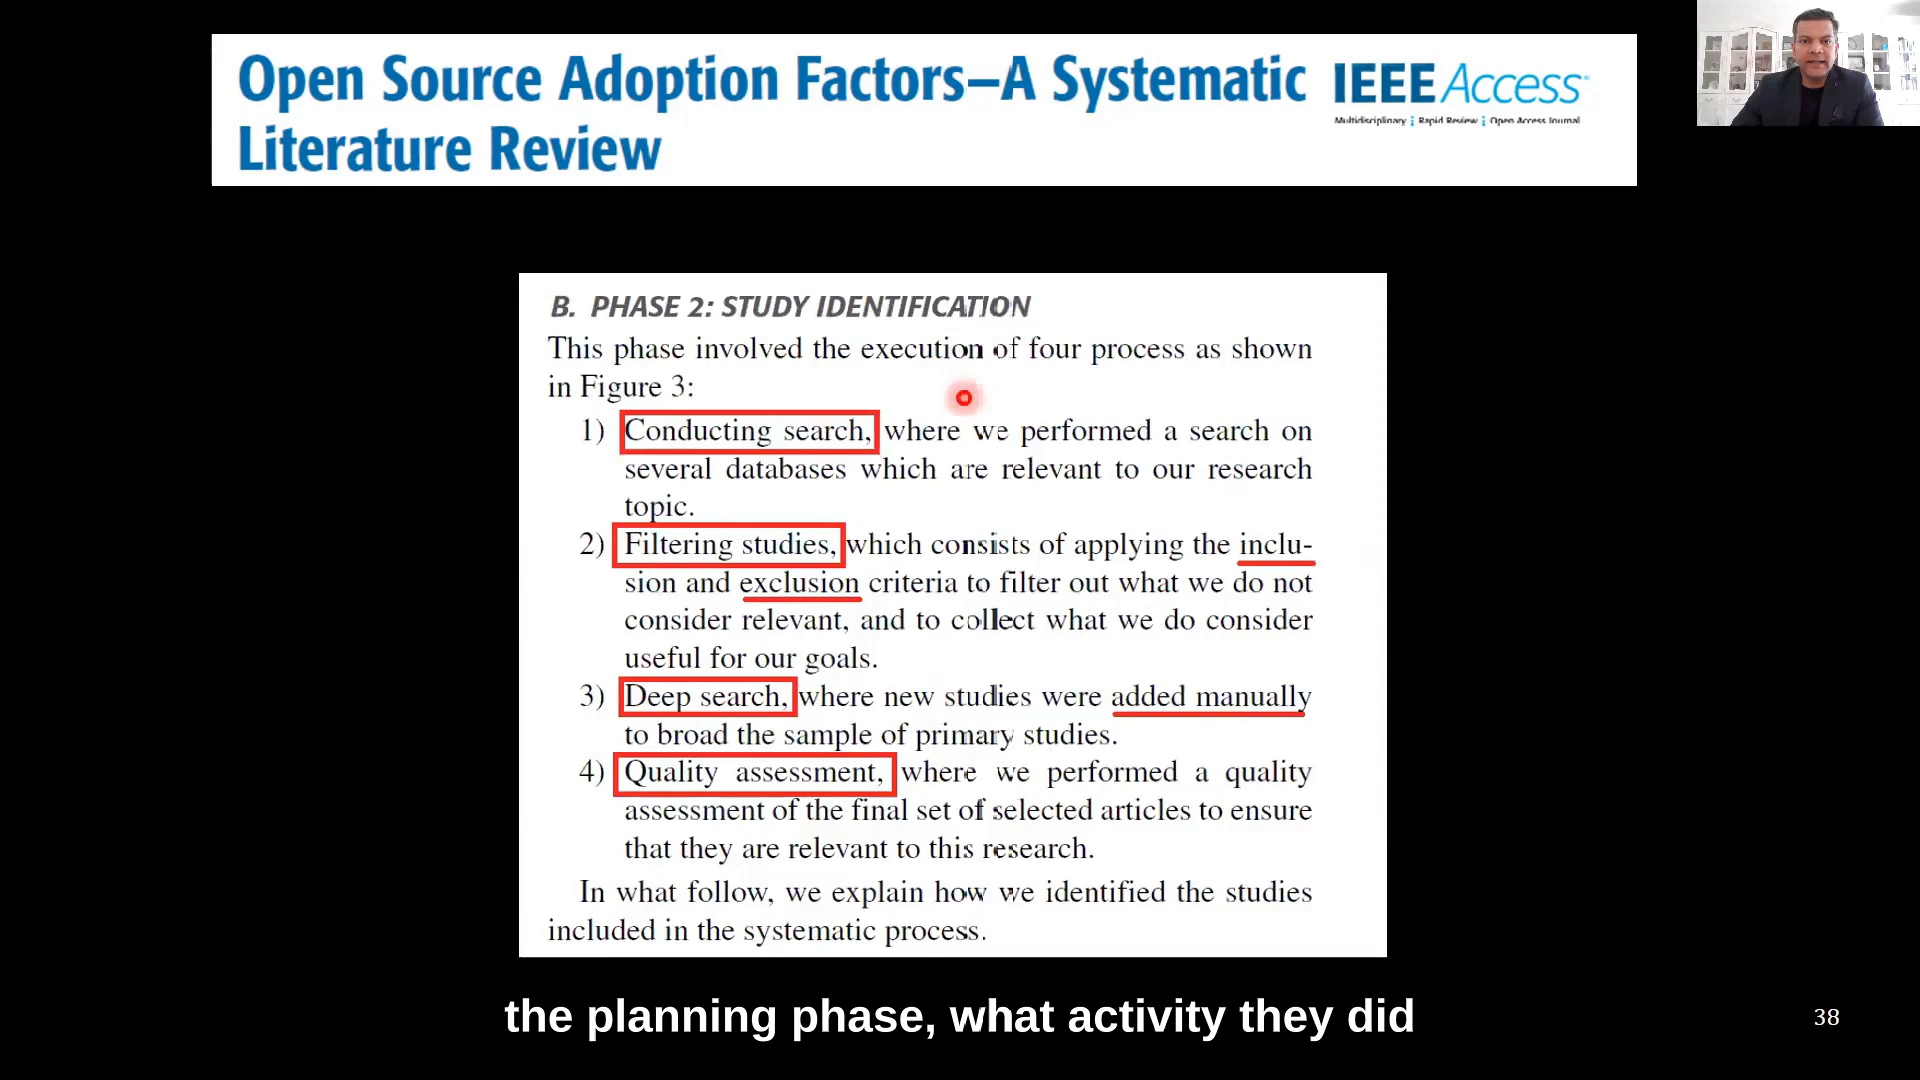 Open Source Adoption Factors–A Systematic
Literature Review
IEEE Access
Multidisciplinary Rapid Review Open Access Journal
B. PHASE 2: STUDY IDENTIFICATION
This phase involved the execution of four process as shown
in Figure 3:
1) Conducting search, where we performed a search on
several databases which are relevant to our research
topic.
2) Filtering studies, which consists of applying the inclu-
sion and exclusion criteria to filter out what we do not
consider relevant, and to collect what we do consider
useful for our goals.
3) Deep search, where new studies were added manually
to broad the sample of primary studies.
4) Quality assessment, where we performed a quality
assessment of the final set of selected articles to ensure
that they are relevant to this research.
In what follow, we explain how we identified the studies
included in the systematic process.
the planning phase, what activity they did
38